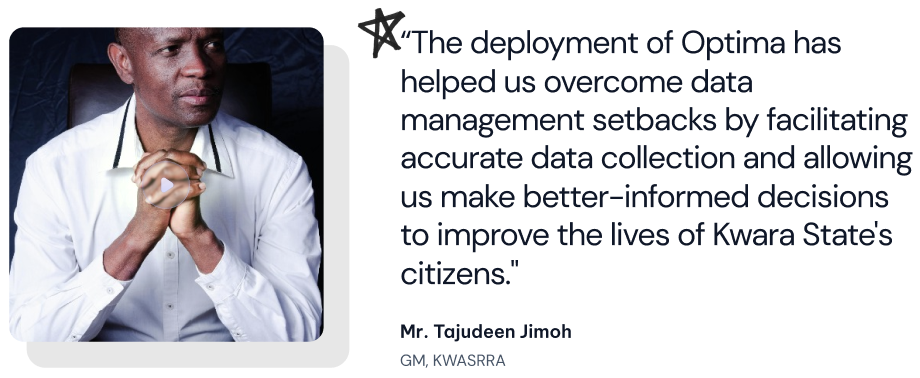 “The deployment of Optima has
helped us overcome data
management setbacks by facilitating
accurate data collection and allowing
us make better-informed decisions
to improve the lives of Kwara State's
citizens."
Mr. Tajudeen Jimoh
GM, KWASRRA